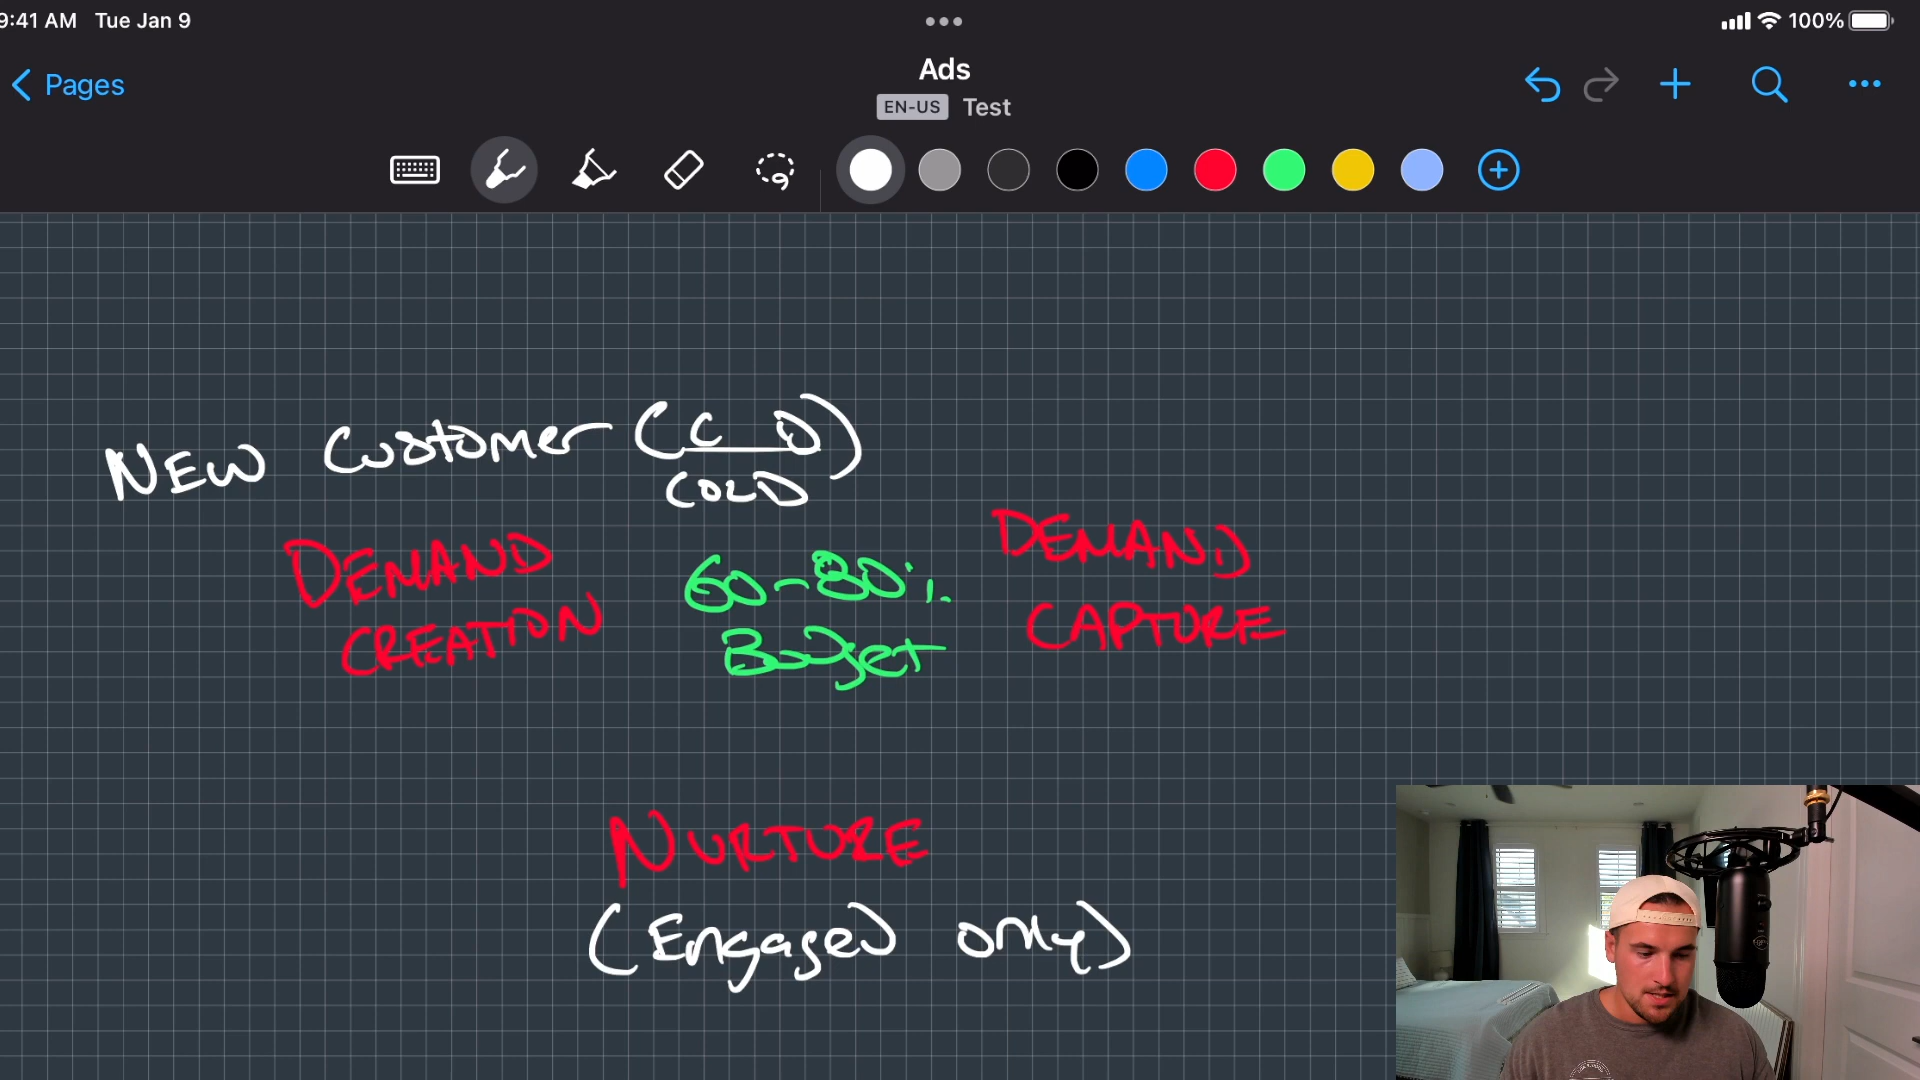 9:41 AM Tue Jan 9
100%
Pages
Ads
EN-US Test
NEW Customer (C D)
COLD
DEMAND
CREATION
60-80%
Budget
DEMAND
CAPTURE
NURTURE
(Engaged only)